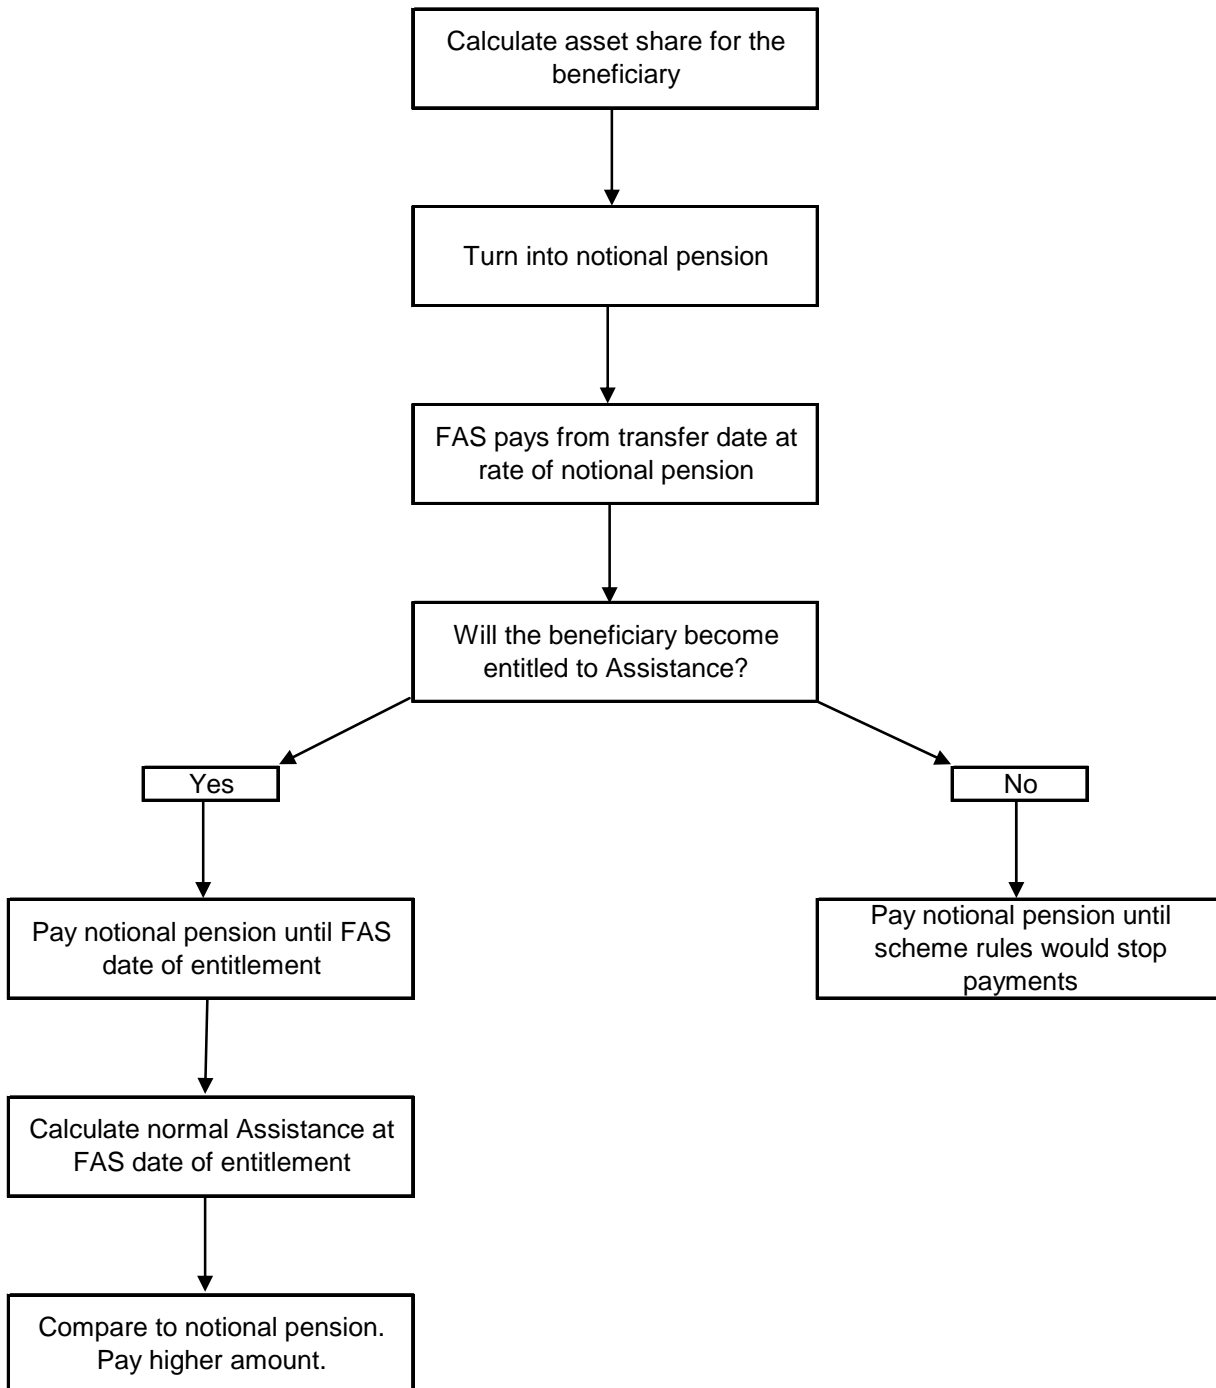 Calculate asset share for the
beneficiary
Turn into notional pension
FAS pays from transfer date at
rate of notional pension
Will the beneficiary become
entitled to Assistance?
Yes
No
Pay notional pension until FAS
date of entitlement
Pay notional pension until
scheme rules would stop
payments
Calculate normal Assistance at
FAS date of entitlement
Compare to notional pension.
Pay higher amount.